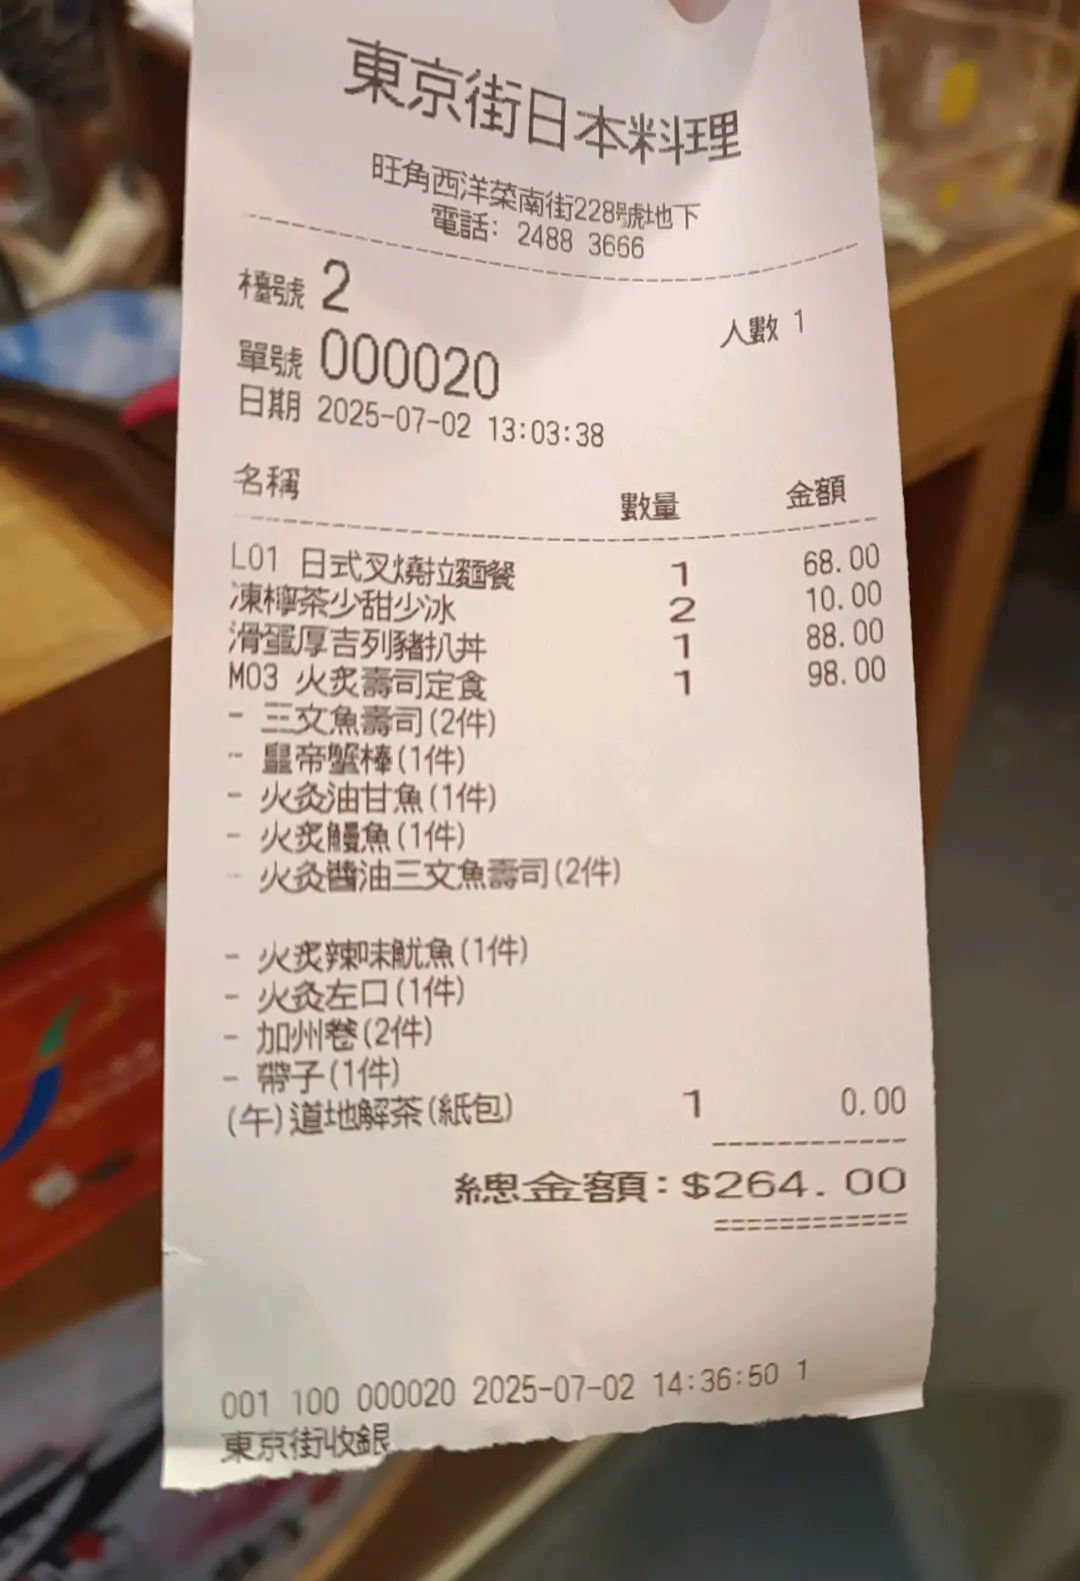 東京街日本料理
旺角西洋菜南街228號地下
電話: 2488 3666
檯號 2 人數 1
單號 000020
日期 2025-07-02 13:03:38
名稱 數量 金額
L01 日式叉燒拉麵餐 1 68.00
凍檸茶少甜少冰 2 10.00
滑蛋厚吉列豬扒丼 1 88.00
M03 火炙壽司定食 1 98.00
- 三文魚壽司(2件)
- 皇帝蟹棒(1件)
- 火灸油甘魚(1件)
- 火炙鰻魚(1件)
- 火灸醬油三文魚壽司(2件)
- 火炙辣味魷魚(1件)
- 火灸左口(1件)
- 加州卷(2件)
- 帶子(1件)
(午)道地解茶(紙包) 1 0.00
總金額:$264.00
001 100 000020 2025-07-02 14:36:50 1
東京街收銀